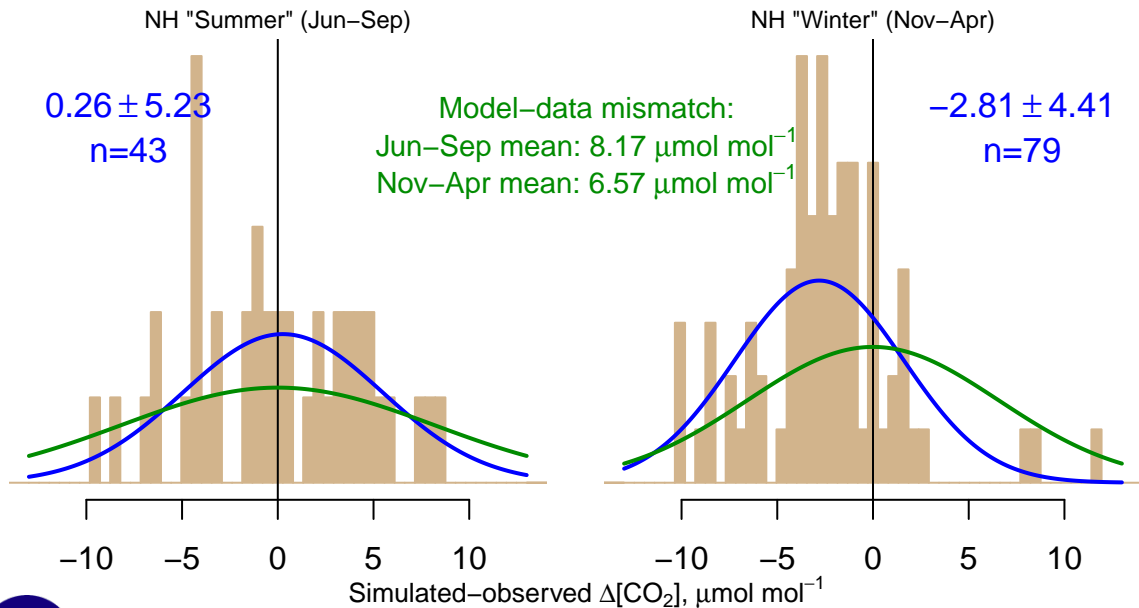 NH "Summer" (Jun−Sep)
NH "Winter" (Nov−Apr)
0.26 ± 5.23
n=43
Model−data mismatch:
Jun−Sep mean: 8.17 μmol mol⁻¹
Nov−Apr mean: 6.57 μmol mol⁻¹
−2.81 ± 4.41
n=79
−10 −5 0 5 10
−10 −5 0 5 10
Simulated−observed Δ[CO₂], μmol mol⁻¹